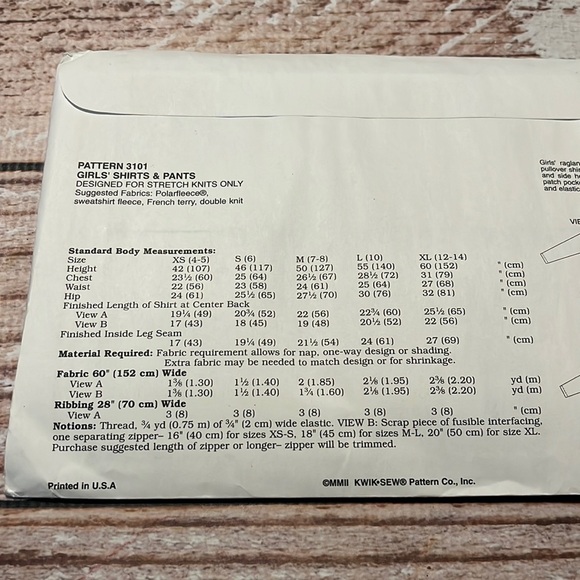 PATTERN 3101
GIRLS' SHIRTS & PANTS
DESIGNED FOR STRETCH KNITS ONLY
Suggested Fabrics: Polarfleece®,
sweatshirt fleece, French terry, double knit
Girls' raglan
pullover shi
and side
patch pock
and elastic
VI
Standard Body Measurements:
Size XS (4-5) S (6) M (7-8) L (10) XL (12-14)
Height 42 (107) 46 (117) 50 (127) 55 (140) 60 (152) " (cm)
Chest 23½ (60) 25 (64) 26½ (67) 28½ (72) 31 (79) " (cm)
Waist 22 (56) 23 (58) 24 (61) 25 (64) 27 (68) " (cm)
Hip 24 (61) 25½ (65) 27½ (70) 30 (76) 32 (81) " (cm)
Finished Length of Shirt at Center Back
View A 19¼ (49) 20¾ (52) 22 (56) 22¾ (60) 25½ (65) " (cm)
View B 17 (43) 18 (45) 19 (48) 20½ (52) 22 (56) " (cm)
Finished Inside Leg Seam
17 (43) 19¼ (49) 21½ (54) 24 (61) 27 (69) " (cm)
Material Required: Fabric requirement allows for nap, one-way design or shading.
Extra fabric may be needed to match design or for shrinkage.
Fabric 60" (152 cm) Wide
View A 1⅜ (1.30) 1½ (1.40) 2 (1.85) 2⅛ (1.95) 2⅜ (2.20) yd (m)
View B 1⅜ (1.30) 1½ (1.40) 1¾ (1.60) 2⅛ (1.95) 2⅜ (2.20) yd (m)
Ribbing 28" (70 cm) Wide
View A 3 (8) 3 (8) 3 (8) 3 (8) 3 (8) " (cm)
Notions: Thread, ¾ yd (0.75 m) of ¾" (2 cm) wide elastic. VIEW B: Scrap piece of fusible interfacing,
one separating zipper– 16" (40 cm) for sizes XS-S, 18" (45 cm) for sizes M-L, 20" (50 cm) for size XL.
Purchase suggested length of zipper or longer– zipper will be trimmed.
Printed in U.S.A
©MMII KWIK•SEW® Pattern Co., Inc.